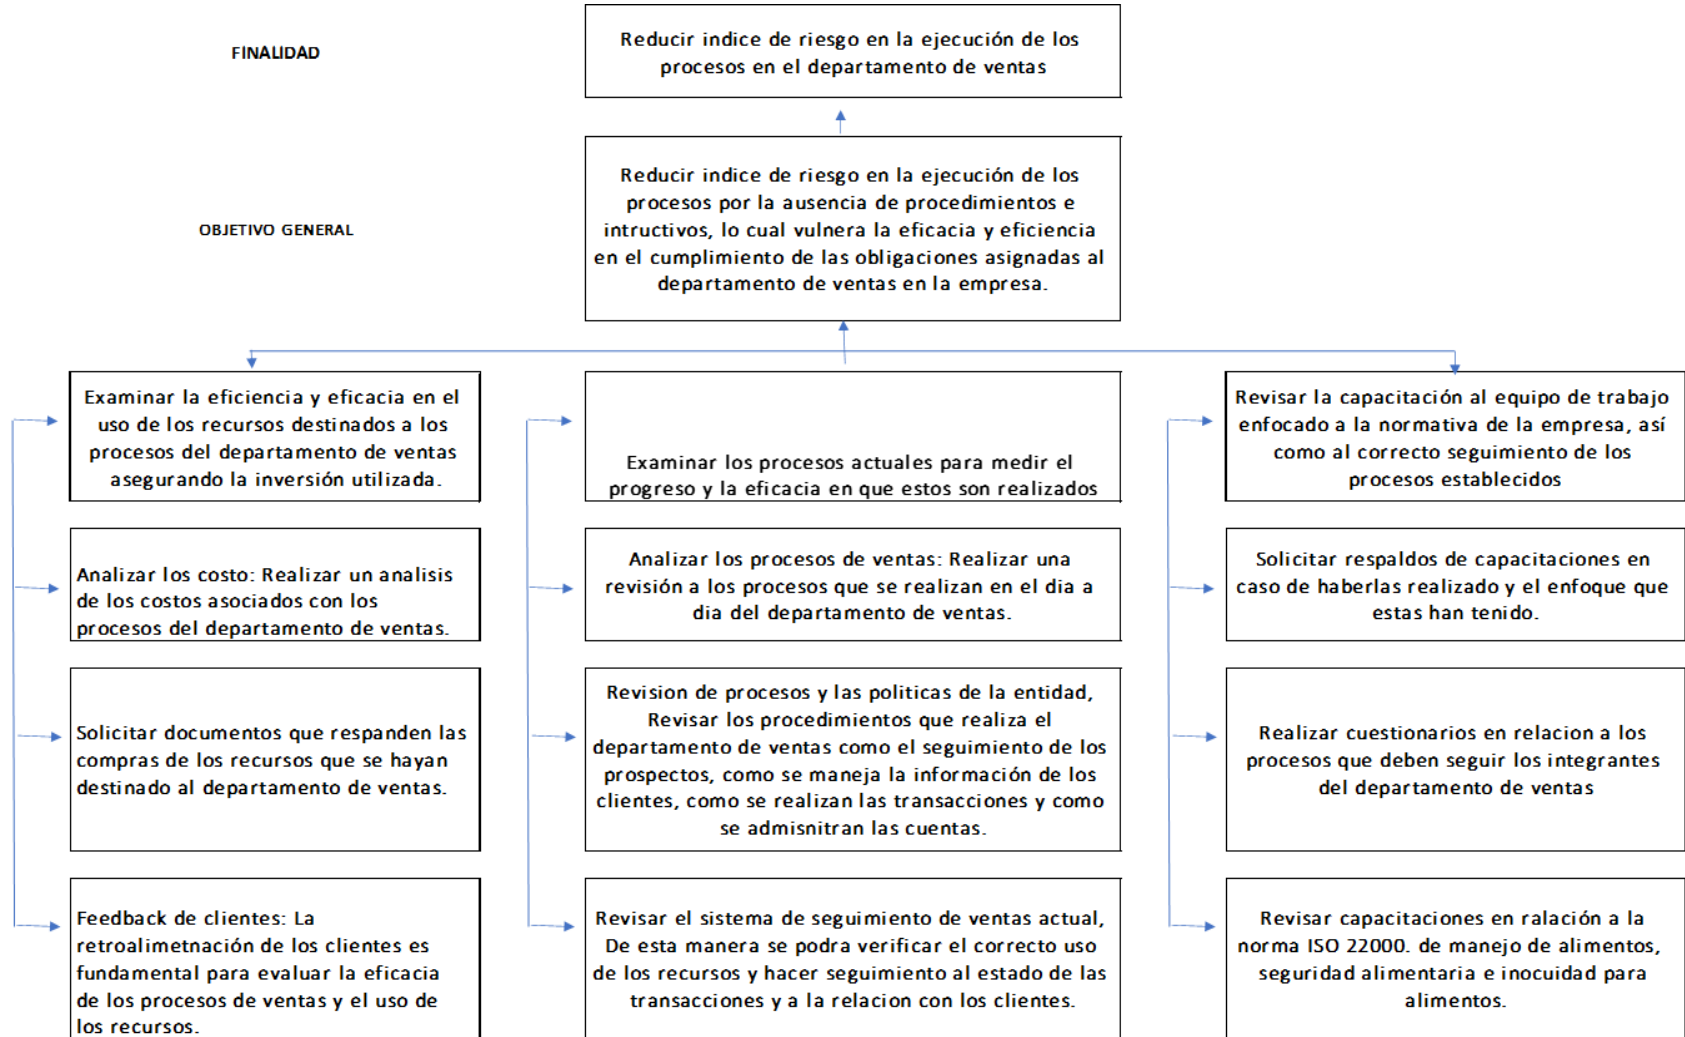 FINALIDAD
Reducir indice de riesgo en la ejecución de los
procesos en el departamento de ventas
OBJETIVO GENERAL
Reducir indice de riesgo en la ejecución de los
procesos por la ausencia de procedimientos e
intructivos, lo cual vulnera la eficacia y eficiencia
en el cumplimiento de las obligaciones asignadas al
departamento de ventas en la empresa.
Examinar la eficiencia y eficacia en el
uso de los recursos destinados a los
procesos del departamento de ventas
asegurando la inversión utilizada.
Examinar los procesos actuales para medir el
progreso y la eficacia en que estos son realizados
Revisar la capacitación al equipo de trabajo
enfocado a la normativa de la empresa, así
como al correcto seguimiento de los
procesos establecidos
Analizar los costo: Realizar un analisis
de los costos asociados con los
procesos del departamento de ventas.
Analizar los procesos de ventas: Realizar una
revisión a los procesos que se realizan en el dia a
dia del departamento de ventas.
Solicitar respaldos de capacitaciones en
caso de haberlas realizado y el enfoque que
estas han tenido.
Solicitar documentos que respanden las
compras de los recursos que se hayan
destinado al departamento de ventas.
Revision de procesos y las politicas de la entidad,
Revisar los procedimientos que realiza el
departamento de ventas como el seguimiento de los
prospectos, como se maneja la información de los
clientes, como se realizan las transacciones y como
se admisnitran las cuentas.
Realizar cuestionarios en relacion a los
procesos que deben seguir los integrantes
del departamento de ventas
Feedback de clientes: La
retroalimetnación de los clientes es
fundamental para evaluar la eficacia
de los procesos de ventas y el uso de
los recursos.
Revisar el sistema de seguimiento de ventas actual,
De esta manera se podra verificar el correcto uso
de los recursos y hacer seguimiento al estado de las
transacciones y a la relacion con los clientes.
Revisar capacitaciones en ralación a la
norma ISO 22000. de manejo de alimentos,
seguridad alimentaria e inocuidad para
alimentos.